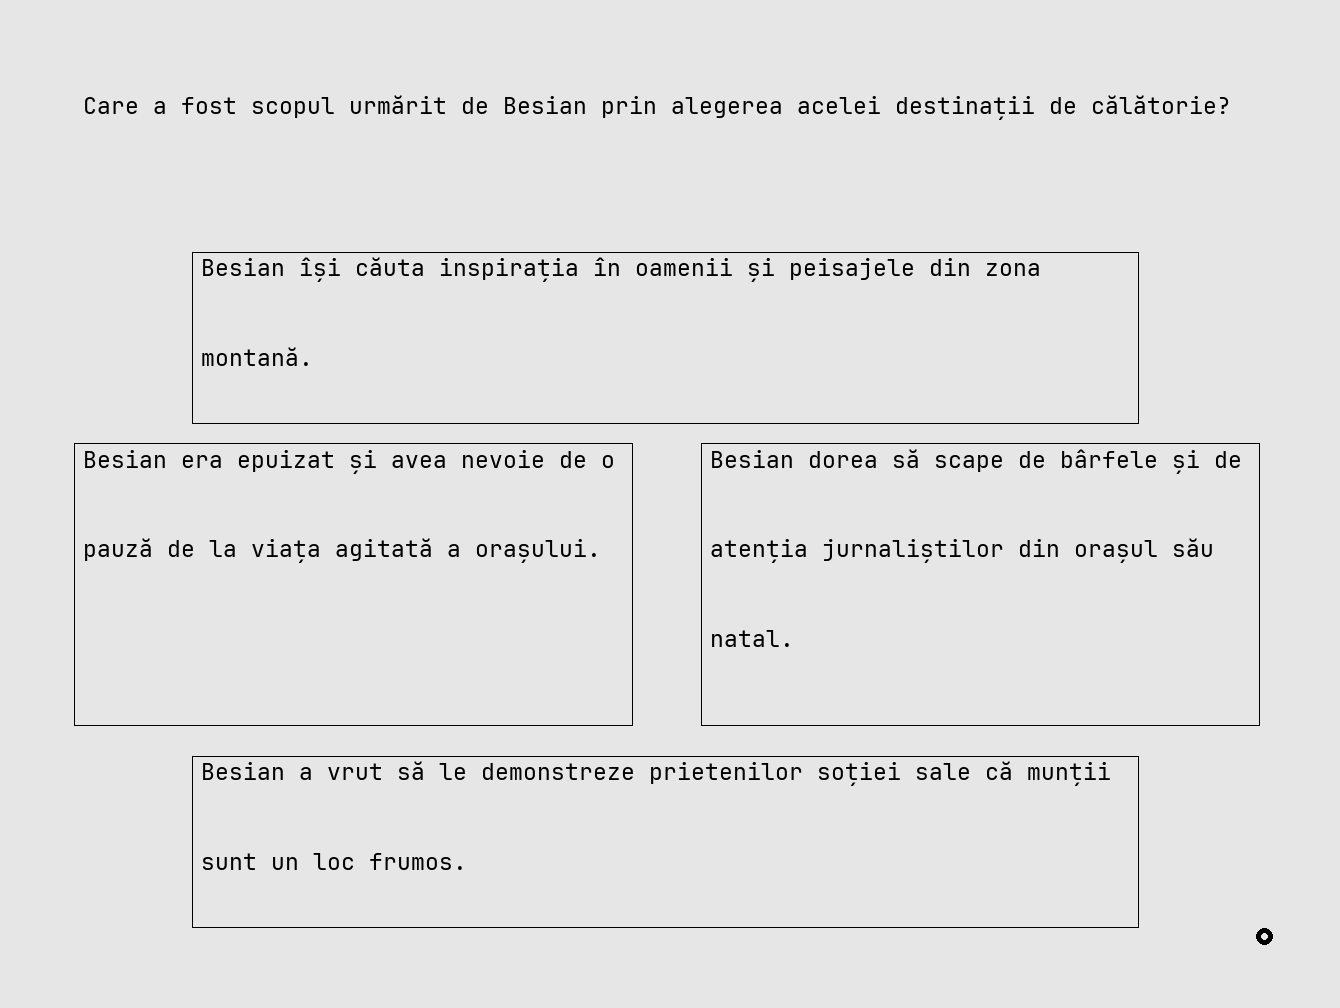 Care a fost scopul urmărit de Besian prin alegerea acelei destinații de călătorie?
Besian își căuta inspirația în oamenii și peisajele din zona
montană.
Besian era epuizat și avea nevoie de o
pauză de la viața agitată a orașului.
Besian dorea să scape de bârfele și de
atenția jurnaliștilor din orașul său
natal.
Besian a vrut să le demonstreze prietenilor soției sale că munții
sunt un loc frumos.